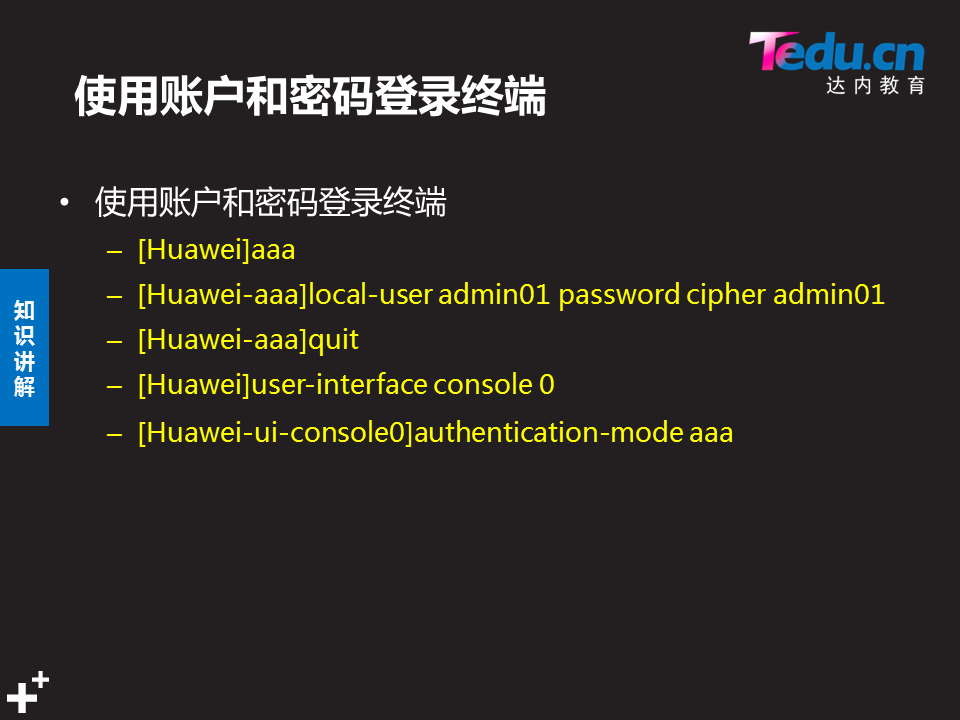 Tedu.cn
达内教育
使用账户和密码登录终端
• 使用账户和密码登录终端
– [Huawei]aaa
– [Huawei-aaa]local-user admin01 password cipher admin01
– [Huawei-aaa]quit
– [Huawei]user-interface console 0
– [Huawei-ui-console0]authentication-mode aaa
知识讲解